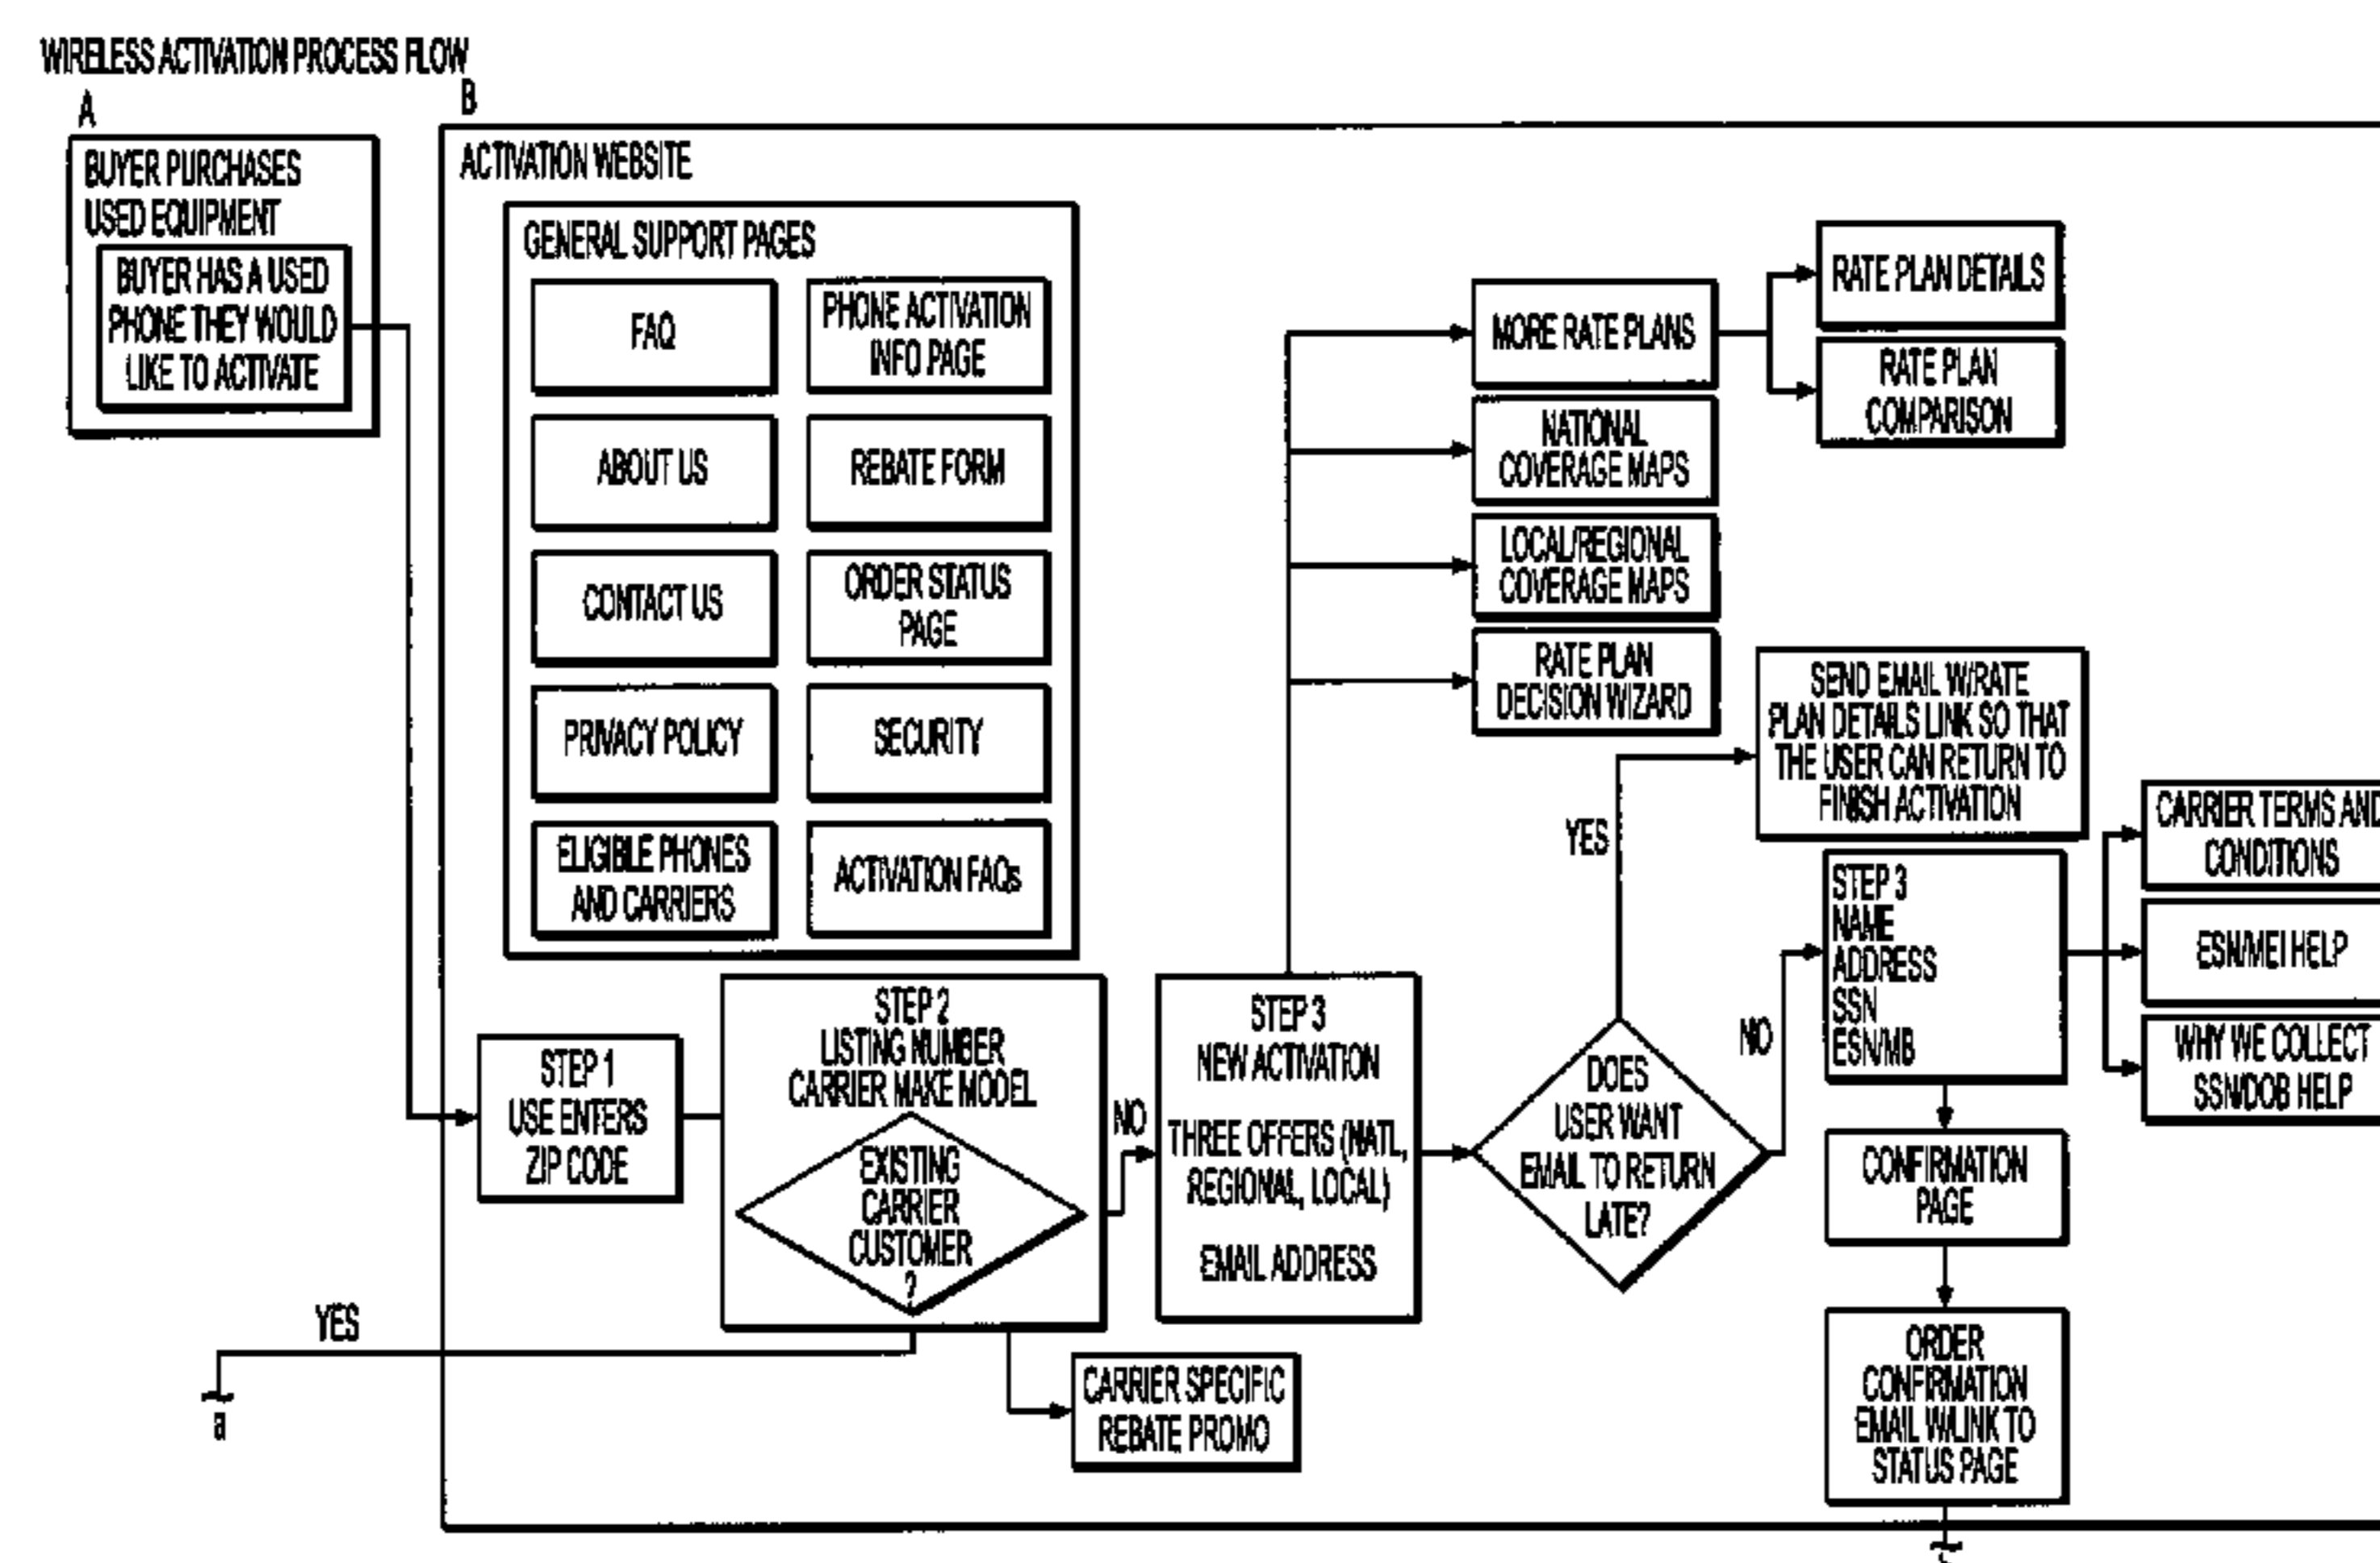 WIRELESS ACTIVATION PROCESS FLOW
A
B
BUYER PURCHASES
USED EQUIPMENT
BUYER HAS A USED
PHONE THEY WOULD
LIKE TO ACTIVATE
ACTIVATION WEBSITE
GENERAL SUPPORT PAGES
FAQ
PHONE ACTIVATION
INFO PAGE
ABOUT US
REBATE FORM
CONTACT US
ORDER STATUS
PAGE
PRIVACY POLICY
SECURITY
ELIGIBLE PHONES
AND CARRIERS
ACTIVATION FAQs
MORE RATE PLANS
RATE PLAN DETAILS
RATE PLAN
COMPARISON
NATIONAL
COVERAGE MAPS
LOCAL/REGIONAL
COVERAGE MAPS
RATE PLAN
DECISION WIZARD
STEP 1
USE ENTERS
ZIP CODE
STEP 2
LISTING NUMBER
CARRIER MAKE MODEL
EXISTING
CARRIER
CUSTOMER
?
NO
YES
a
CARRIER SPECIFIC
REBATE PROMO
STEP 3
NEW ACTIVATION
THREE OFFERS (NATL,
REGIONAL, LOCAL)
EMAIL ADDRESS
DOES
USER WANT
EMAIL TO RETURN
LATE?
YES
SEND EMAIL W/RATE
PLAN DETAILS LINK SO THAT
THE USER CAN RETURN TO
FINISH ACTIVATION
NO
STEP 3
NAME
ADDRESS
SSN
ESN/MB
CARRIER TERMS AND
CONDITIONS
ESN/MEI HELP
WHY WE COLLECT
SSN/DOB HELP
CONFIRMATION
PAGE
ORDER
CONFIRMATION
EMAIL W/LINK TO
STATUS PAGE